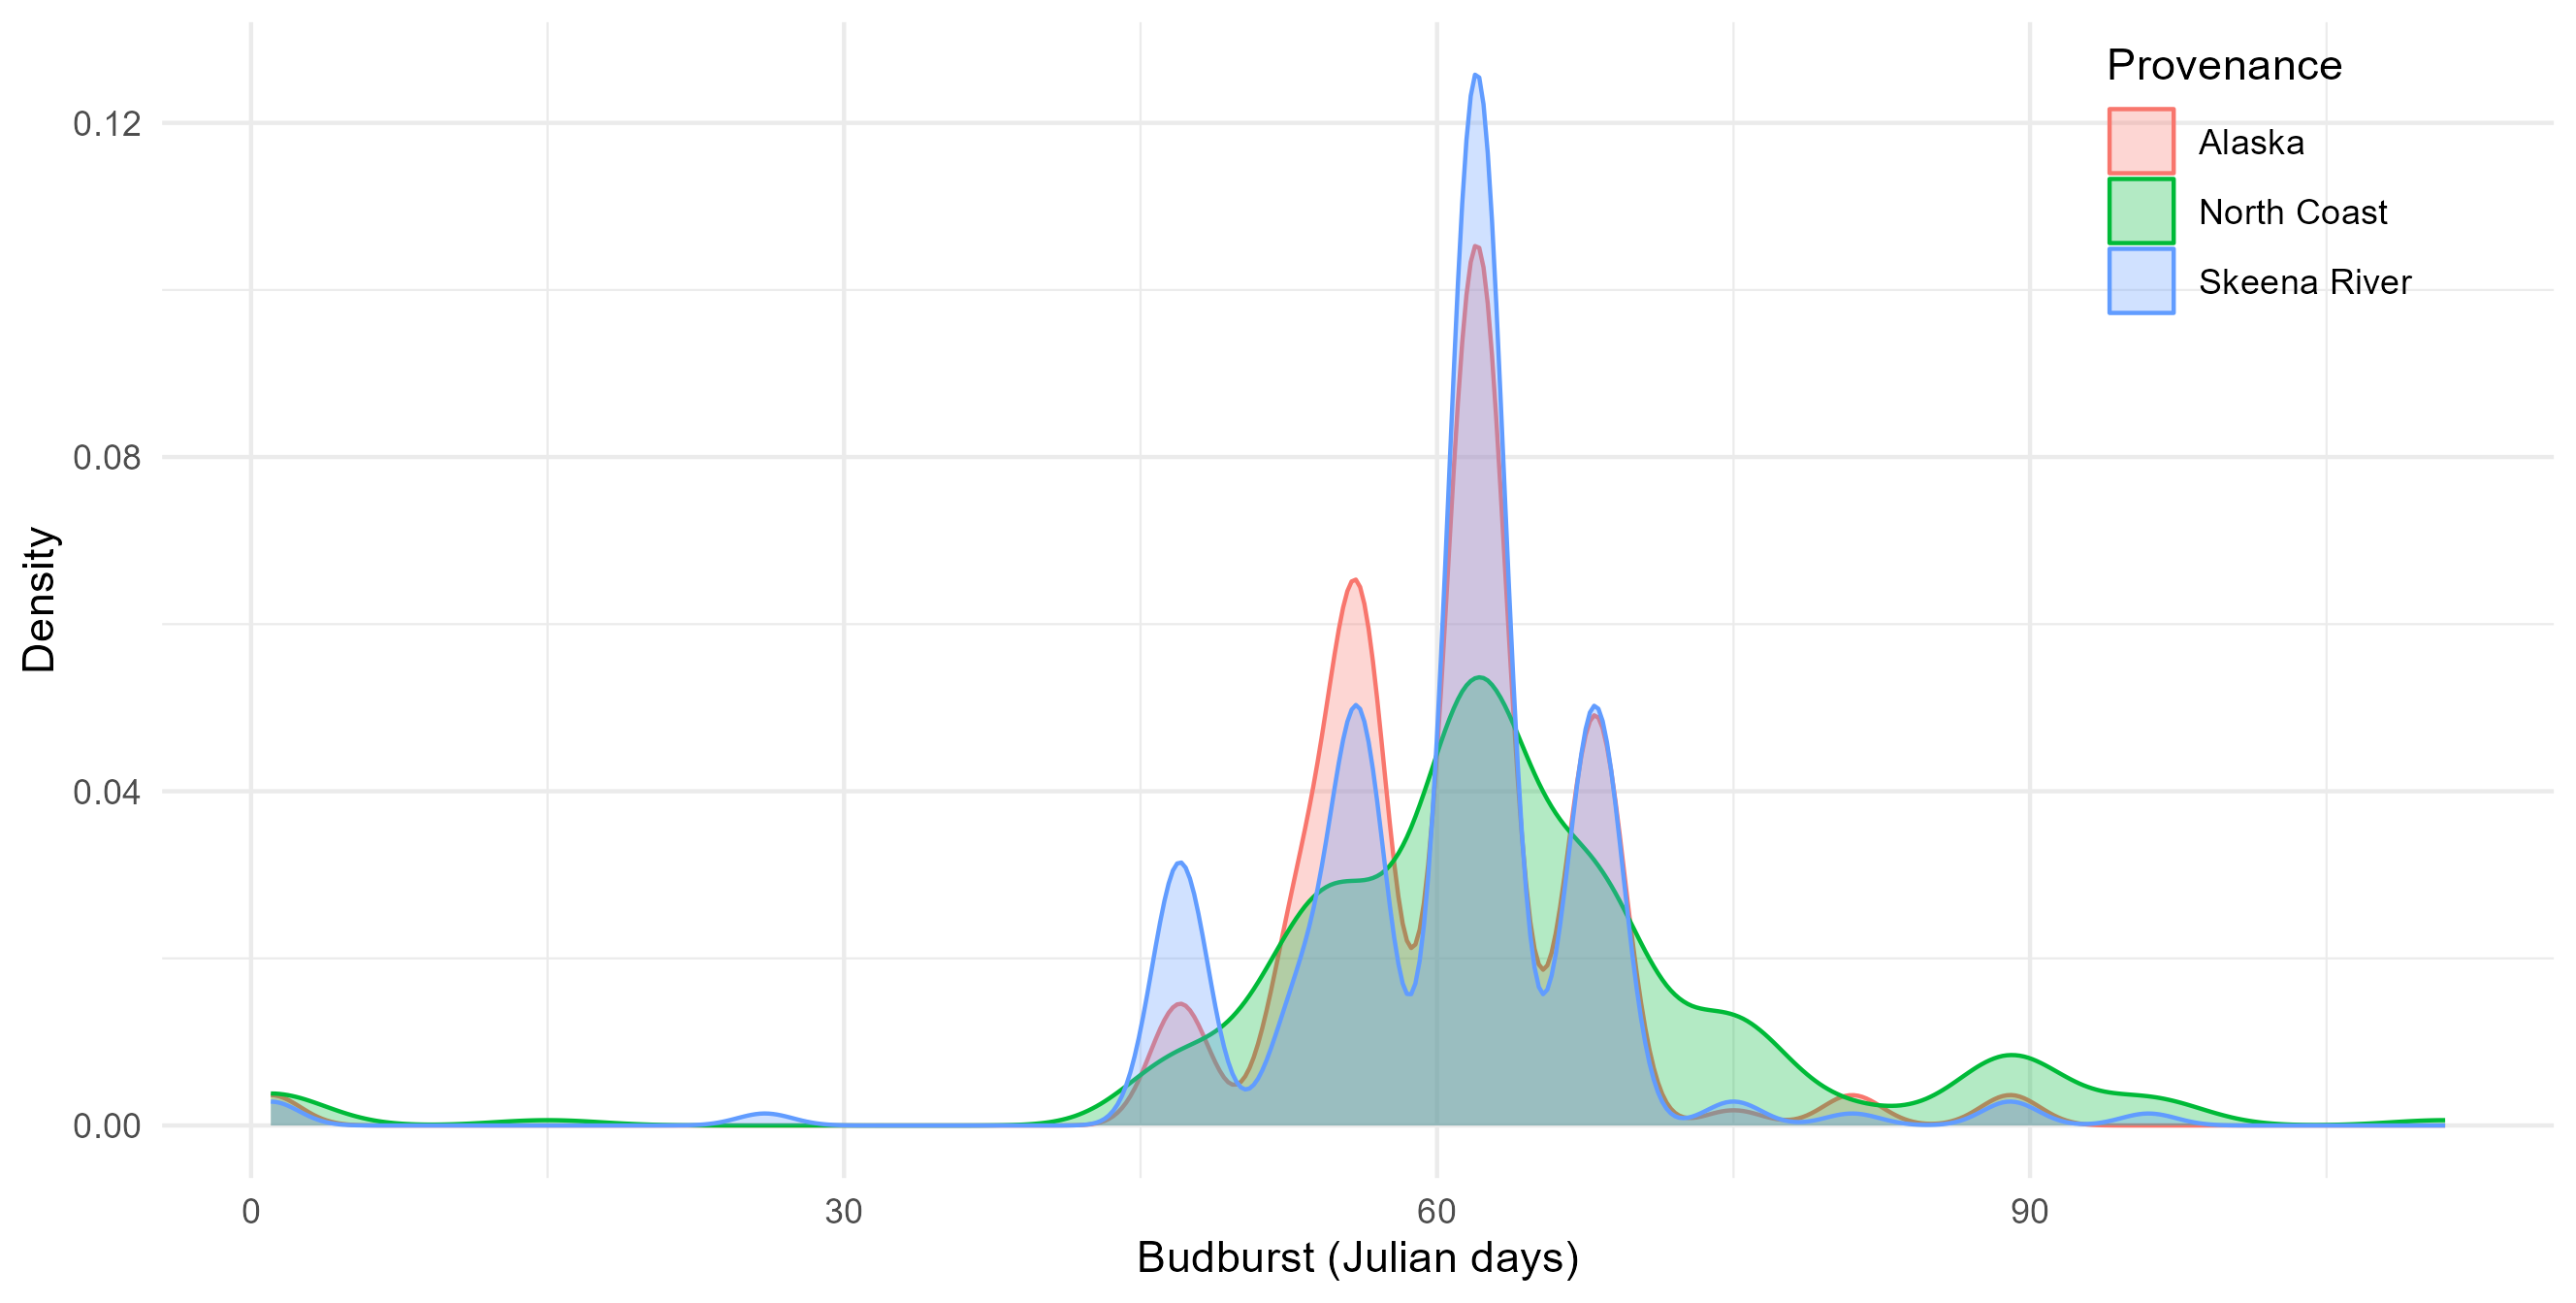 Provenance
Alaska
North Coast
Skeena River
0.12
0.08
0.04
0.00
Density
0
30
60
90
Budburst (Julian days)